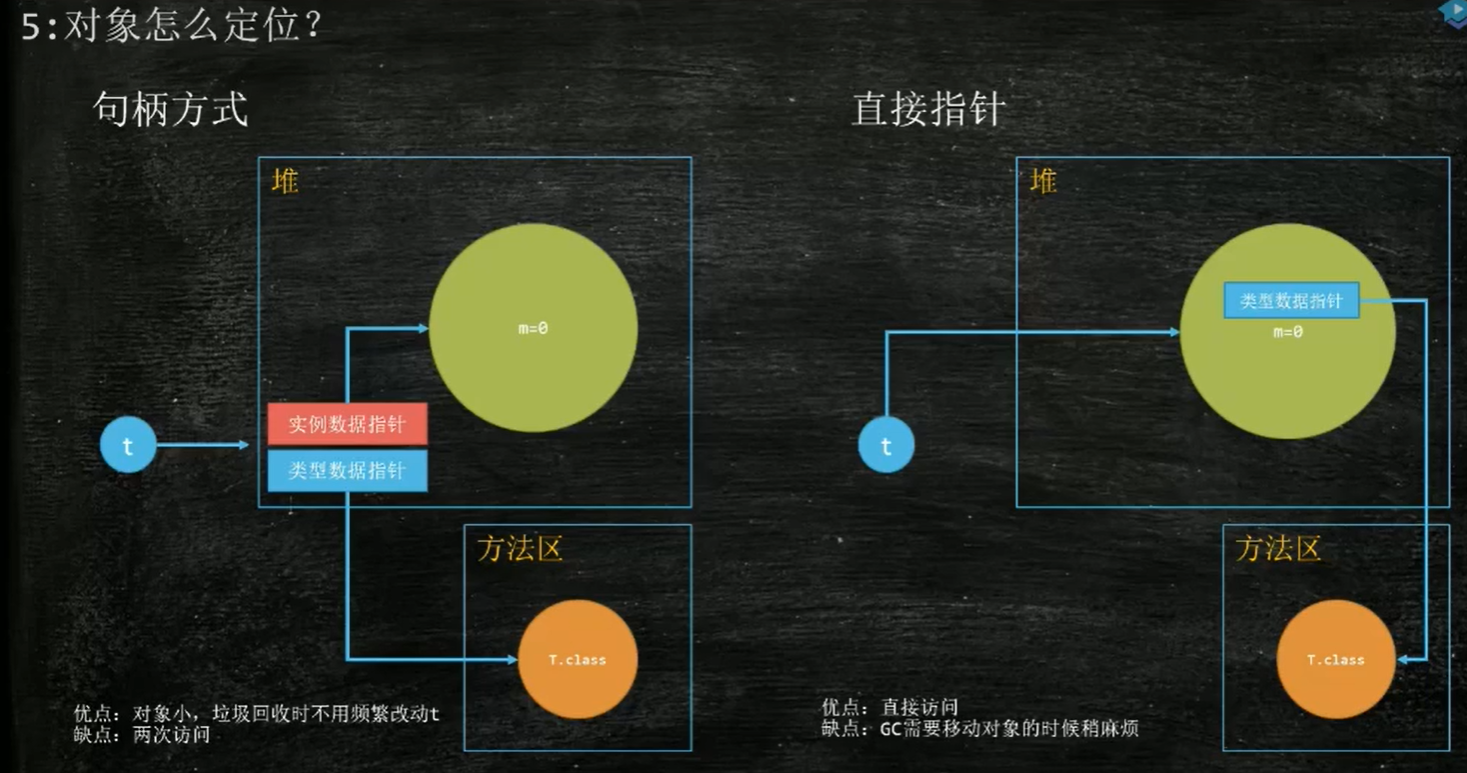 5:对象怎么定位?
句柄方式
堆
m=0
实例数据指针
t
类型数据指针
方法区
T.class
优点：对象小，垃圾回收时不用频繁改动t
缺点：两次访问
直接指针
堆
类型数据指针
m=0
t
方法区
T.class
优点：直接访问
缺点：GC需要移动对象的时候稍麻烦